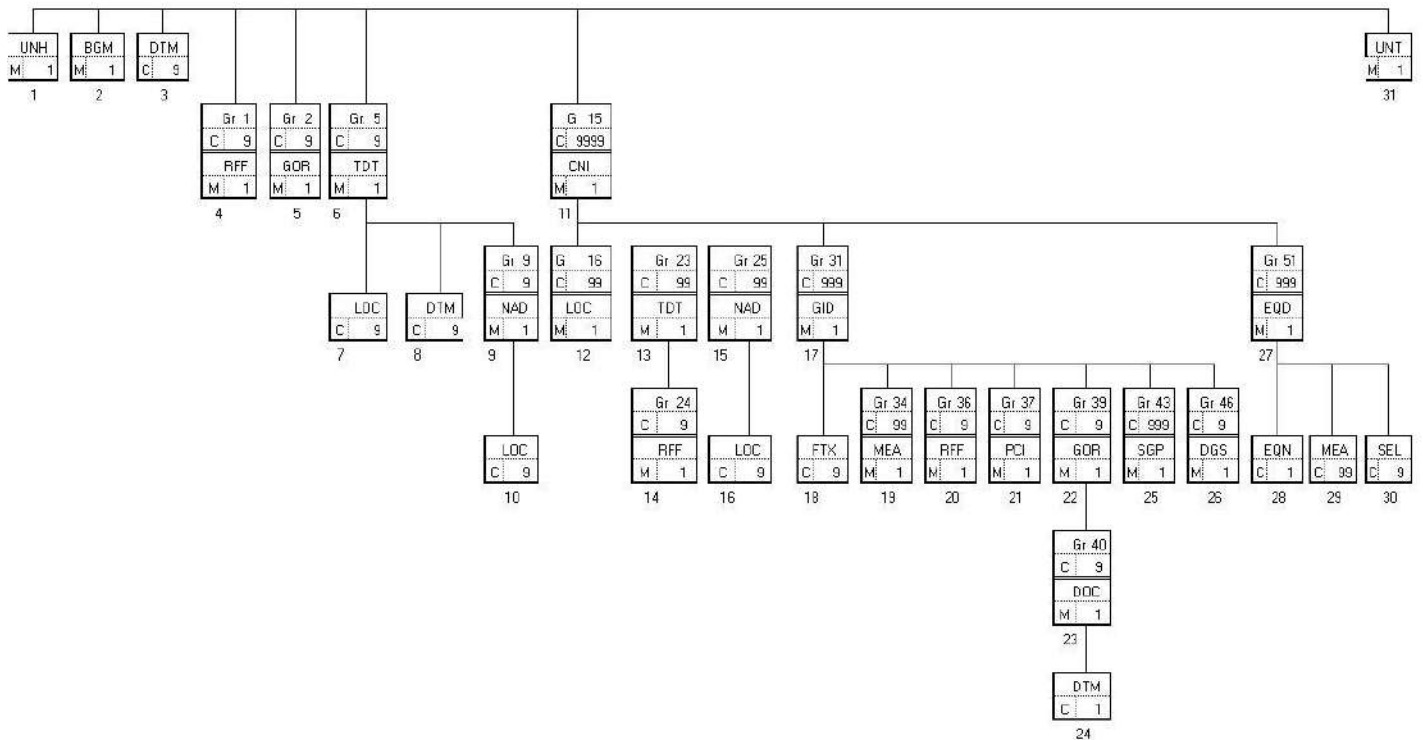 UNH
M 1
1
BGM
M 1
2
DTM
C 9
3
UNT
M 1
31
Gr 1
C 9
RFF
M 1
4
Gr 2
C 9
GOR
M 1
5
Gr 5
C 9
TDT
M 1
6
G 15
C 9999
CNI
M 1
11
LOC
C 9
7
DTM
C 9
8
Gr 9
C 9
NAD
M 1
9
G 16
C 99
LOC
M 1
12
Gr 23
C 99
TDT
M 1
13
Gr 25
C 99
NAD
M 1
15
Gr 31
C 999
GID
M 1
17
Gr 51
C 999
EQD
M 1
27
LOC
C 9
10
Gr 24
C 9
RFF
M 1
14
LOC
C 9
16
FTX
C 9
18
Gr 34
C 99
MEA
M 1
19
Gr 36
C 9
RFF
M 1
20
Gr 37
C 9
PCI
M 1
21
Gr 39
C 9
GOR
M 1
22
Gr 43
C 999
SGP
M 1
25
Gr 46
C 9
DGS
M 1
26
EQN
C 1
28
MEA
C 99
29
SEL
C 9
30
Gr 40
C 9
DOC
M 1
23
DTM
C 1
24